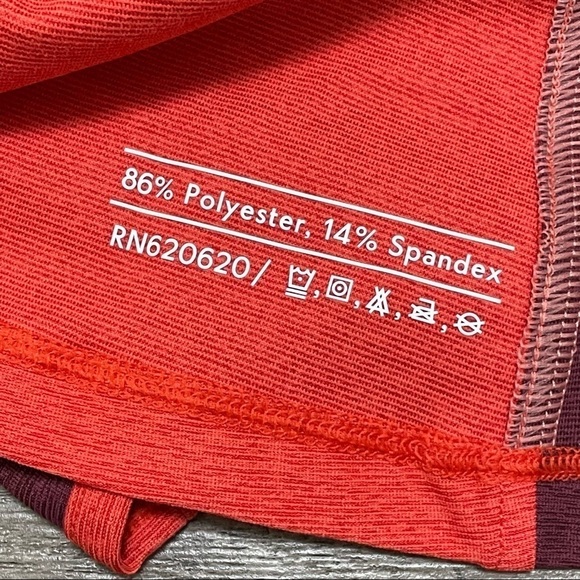 86% Polyester, 14% Spandex
RN620620/